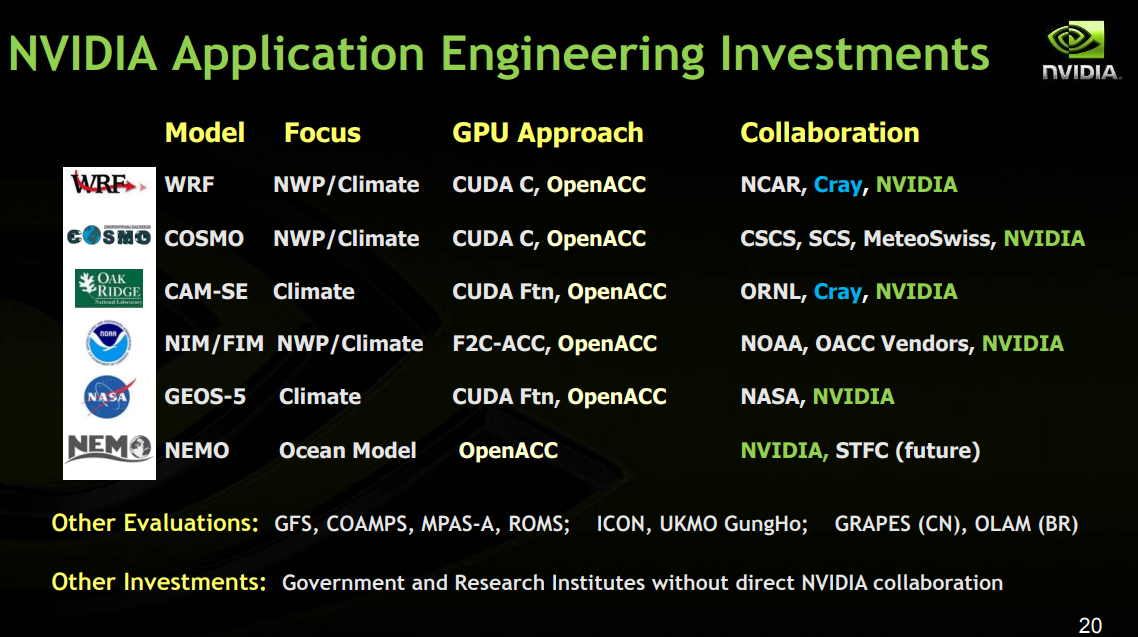 NVIDIA Application Engineering Investments
NVIDIA.
Model Focus GPU Approach Collaboration
WRF WRF NWP/Climate CUDA C, OpenACC NCAR, Cray, NVIDIA
COSMO COSMO NWP/Climate CUDA C, OpenACC CSCS, SCS, MeteoSwiss, NVIDIA
OAK
RIDGE
National Laboratory
CAM-SE Climate CUDA Ftn, OpenACC ORNL, Cray, NVIDIA
NOAA NIM/FIM NWP/Climate F2C-ACC, OpenACC NOAA, OACC Vendors, NVIDIA
NASA GEOS-5 Climate CUDA Ftn, OpenACC NASA, NVIDIA
NEMO NEMO Ocean Model OpenACC NVIDIA, STFC (future)
Other Evaluations: GFS, COAMPS, MPAS-A, ROMS; ICON, UKMO GungHo; GRAPES (CN), OLAM (BR)
Other Investments: Government and Research Institutes without direct NVIDIA collaboration
20